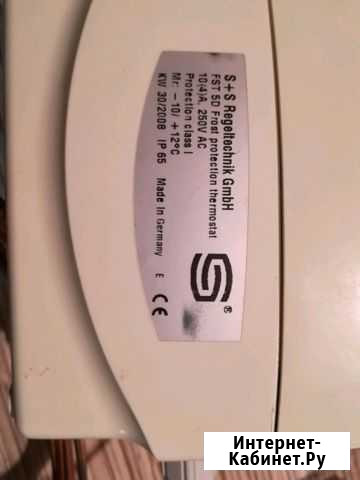 S+S Regeltechnik GmbH
FST 5D Frost protection thermostat
10(4)A, 250V AC
Mr: -10/ +12°C
Protection class I
KW 30/2008 IP 65 Made in Germany E CE
S ®
Интернет-
Кабинет.Ру